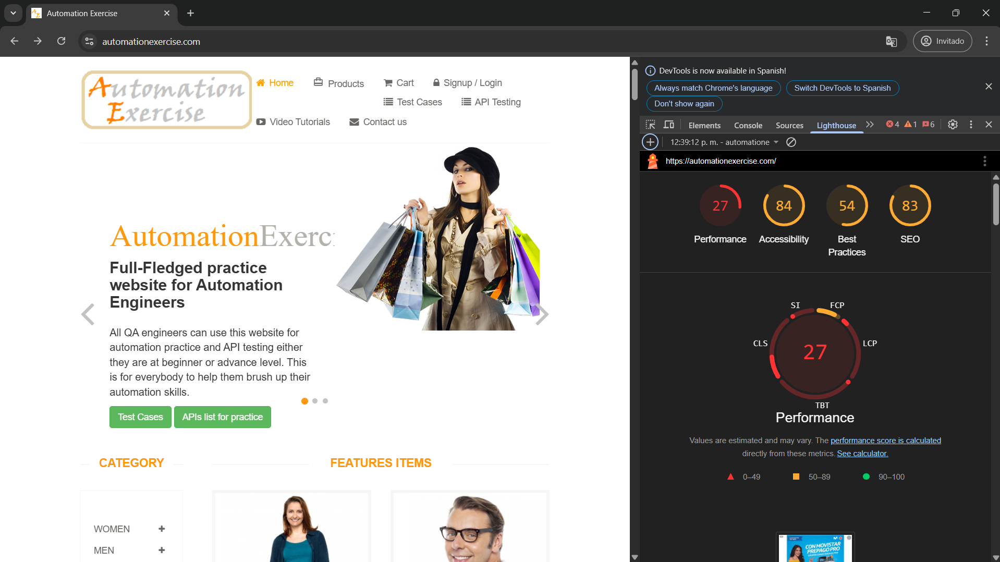 Automation Exercise
automationexercise.com
Invitado
Automation
Exercise
Home
Products
Cart
Signup / Login
Test Cases
API Testing
Video Tutorials
Contact us
AutomationExerc
Full-Fledged practice
website for Automation
Engineers
All QA engineers can use this website for
automation practice and API testing either
they are at beginner or advance level. This
is for everybody to help them brush up their
automation skills.
Test Cases
APIs list for practice
CATEGORY
FEATURES ITEMS
WOMEN
MEN
DevTools is now available in Spanish!
Always match Chrome's language
Switch DevTools to Spanish
Don't show again
Elements
Console
Sources
Lighthouse
4
1
6
12:39:12 p. m. - automatione
https://automationexercise.com/
27
84
54
83
Performance
Accessibility
Best
Practices
SEO
SI
FCP
CLS
LCP
27
TBT
Performance
Values are estimated and may vary. The performance score is calculated
directly from these metrics. See calculator.
0–49
50–89
90–100
CON MOVISTAR
PREPAGO PRO